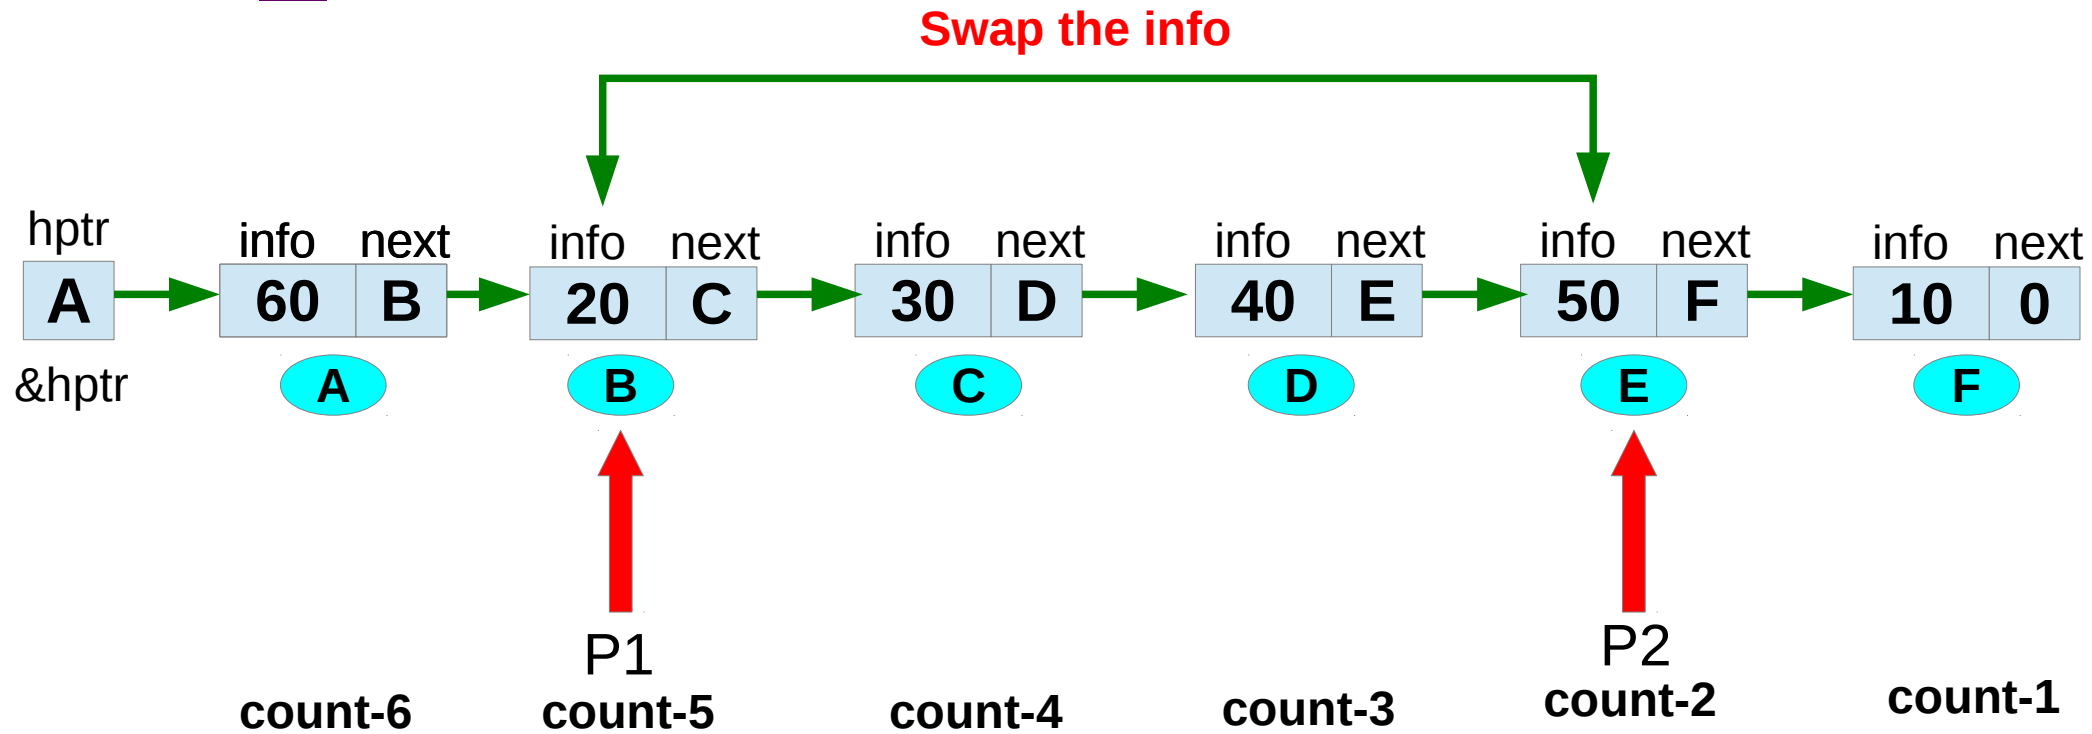 Swap the info
hptr
info next info next info next info next info next info next
A 60 B 20 C 30 D 40 E 50 F 10 0
&hptr A B C D E F
P1 P2
count-6 count-5 count-4 count-3 count-2 count-1